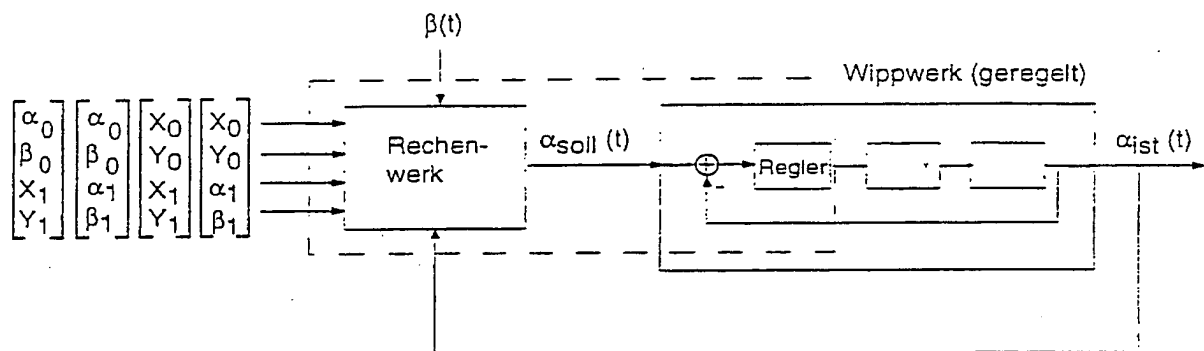 β(t)
Wippwerk (geregelt)
α0 α0 X0 X0
β0 β0 Y0 Y0
X1 α1 X1 α1
Y1 β1 Y1 β1
Rechen-
werk
αsoll (t)
+
-
Regler
αist (t)